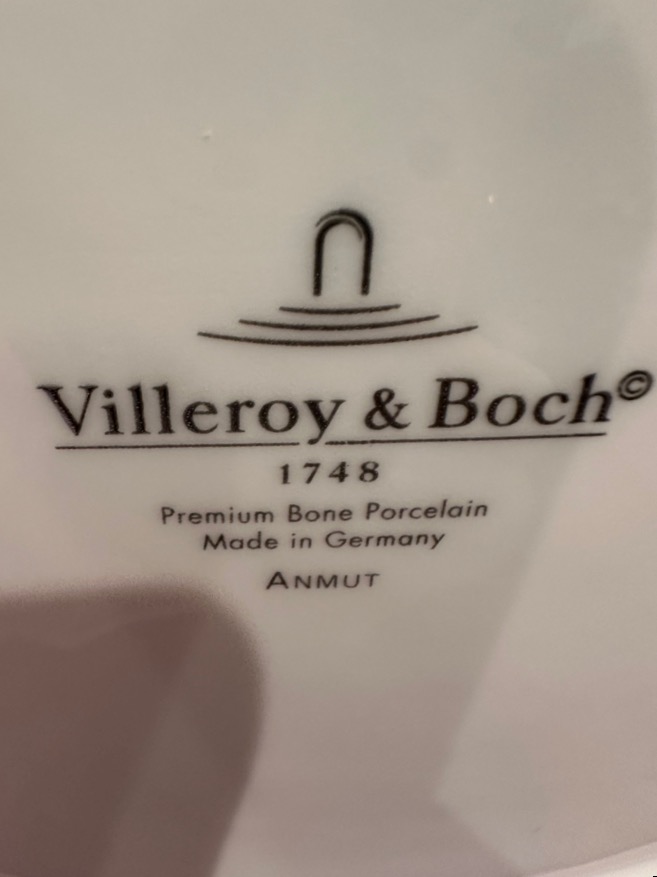 Villeroy & Boch©
1748
Premium Bone Porcelain
Made in Germany
ANMUT